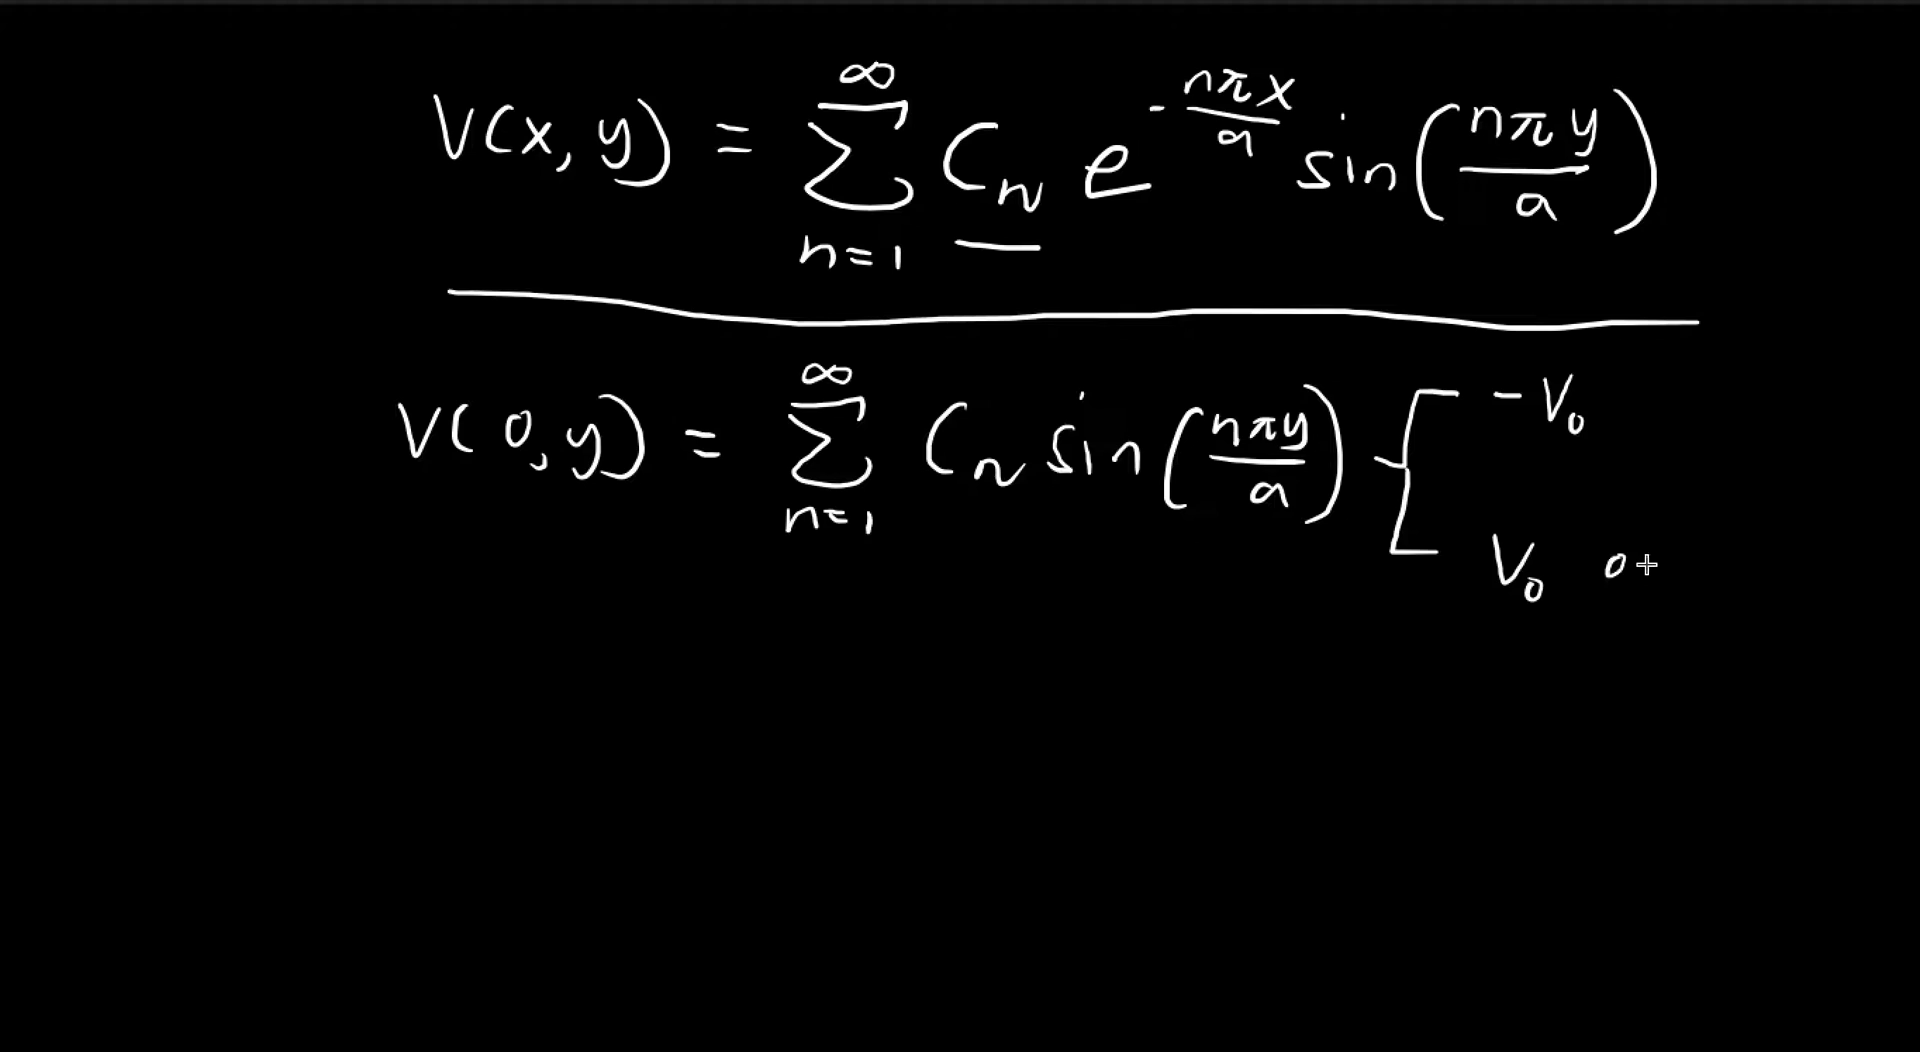 V(x, y) = ∑_{n=1}^{∞} C_n e^{-nπx/a} sin(nπy/a)
V(0, y) = ∑_{n=1}^{∞} C_n sin(nπy/a) { -V_0
V_0 0